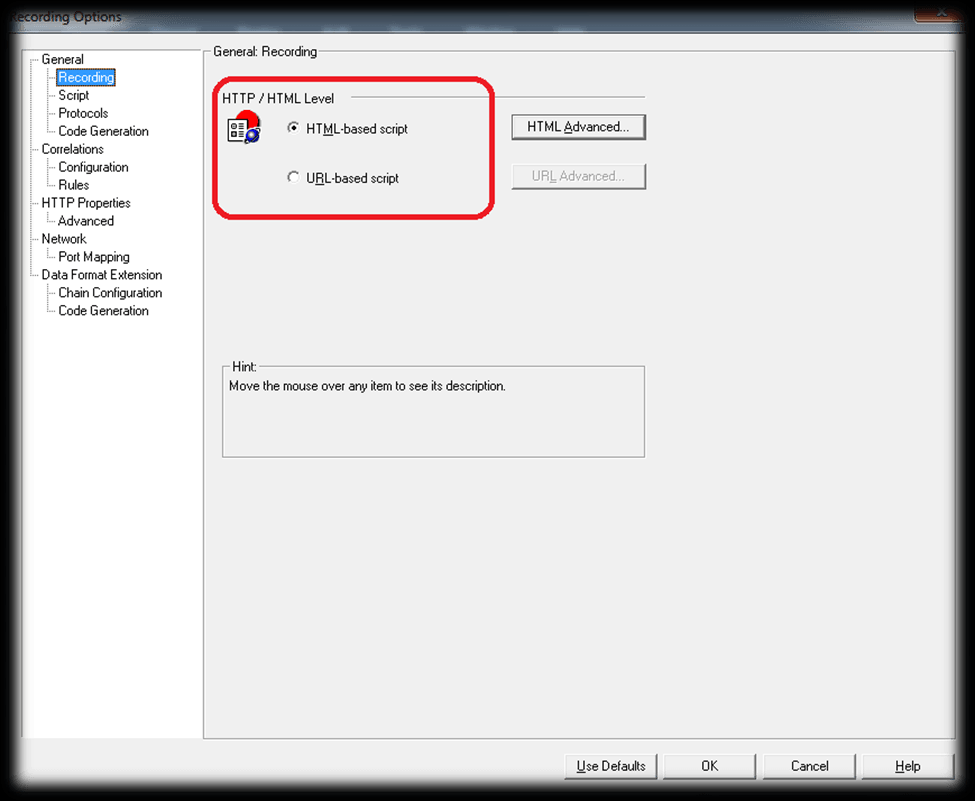 Recording Options
General
Recording
Script
Protocols
Code Generation
Correlations
Configuration
Rules
HTTP Properties
Advanced
Network
Port Mapping
Data Format Extension
Chain Configuration
Code Generation
General: Recording
HTTP / HTML Level
HTML-based script
HTML Advanced...
URL-based script
URL Advanced...
Hint:
Move the mouse over any item to see its description.
Use Defaults
OK
Cancel
Help